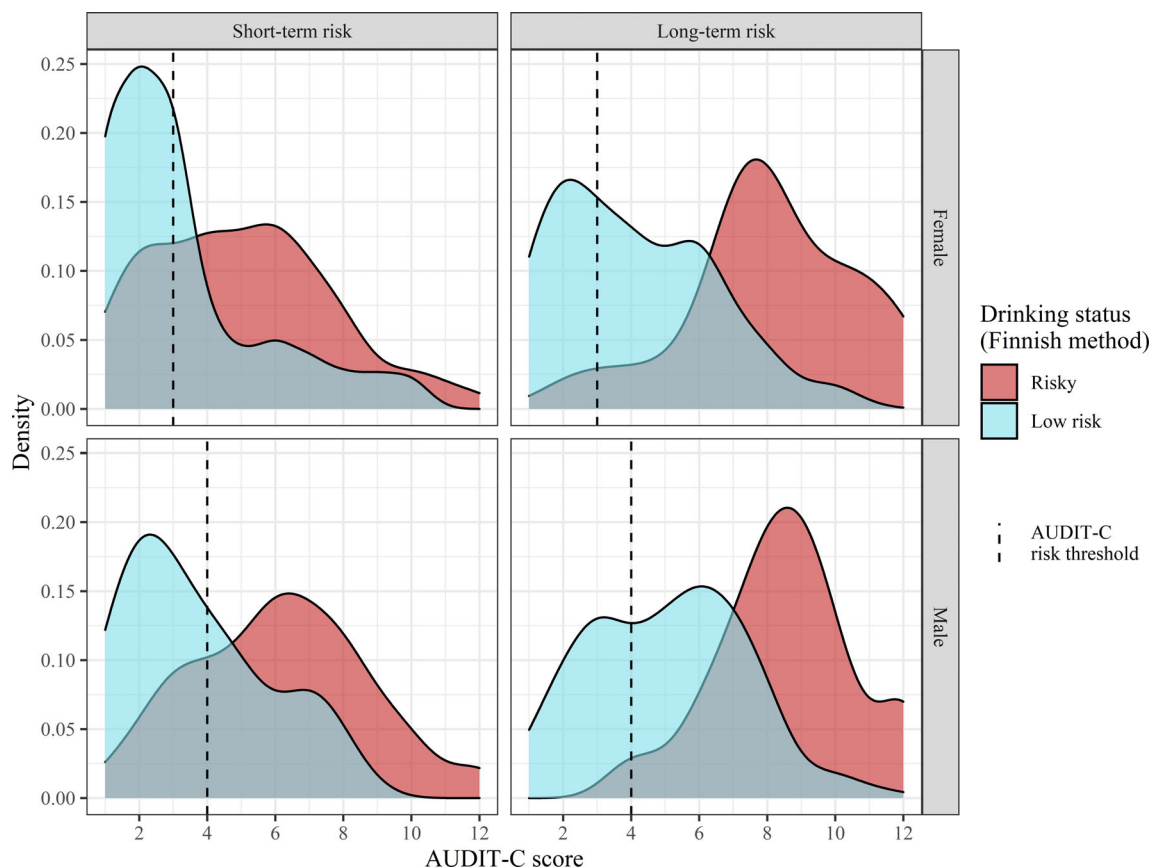 Short-term risk
Long-term risk
0.25
0.20
0.15
0.10
0.05
0.00
Female
0.25
0.20
0.15
0.10
0.05
0.00
Male
Density
2 4 6 8 10 12
2 4 6 8 10 12
AUDIT-C score
Drinking status
(Finnish method)
Risky
Low risk
AUDIT-C
risk threshold